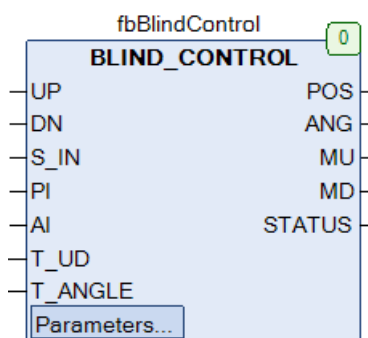 fbBlindControl
0
BLIND_CONTROL
UP POS
DN ANG
S_IN MU
PI MD
AI STATUS
T_UD
T_ANGLE
Parameters...